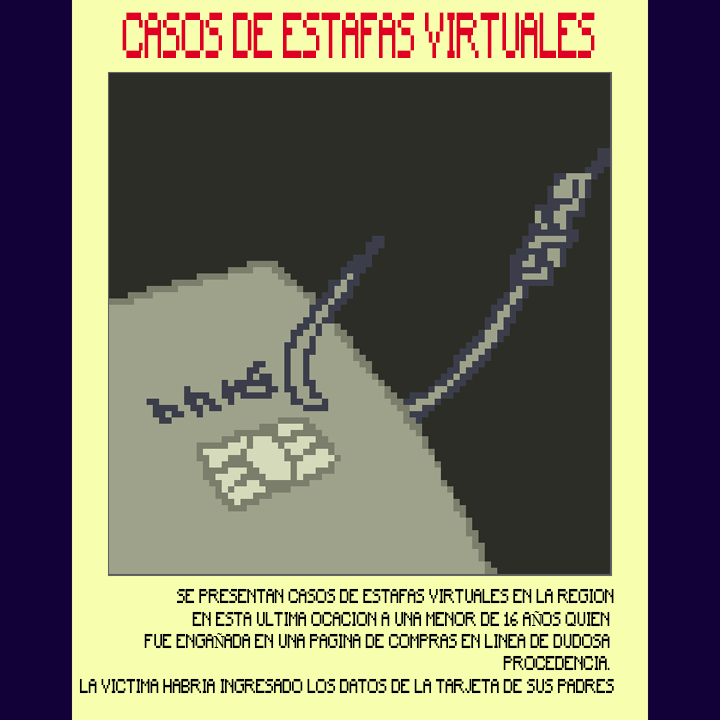 CASOS DE ESTAFAS VIRTUALES
SE PRESENTAN CASOS DE ESTAFAS VIRTUALES EN LA REGION
EN ESTA ULTIMA OCACION A UNA MENOR DE 16 AÑOS QUIEN
FUE ENGAÑADA EN UNA PAGINA DE COMPRAS EN LINEA DE DUDOSA
PROCEDENCIA.
LA VICTIMA HABRIA INGRESADO LOS DATOS DE LA TARJETA DE SUS PADRES